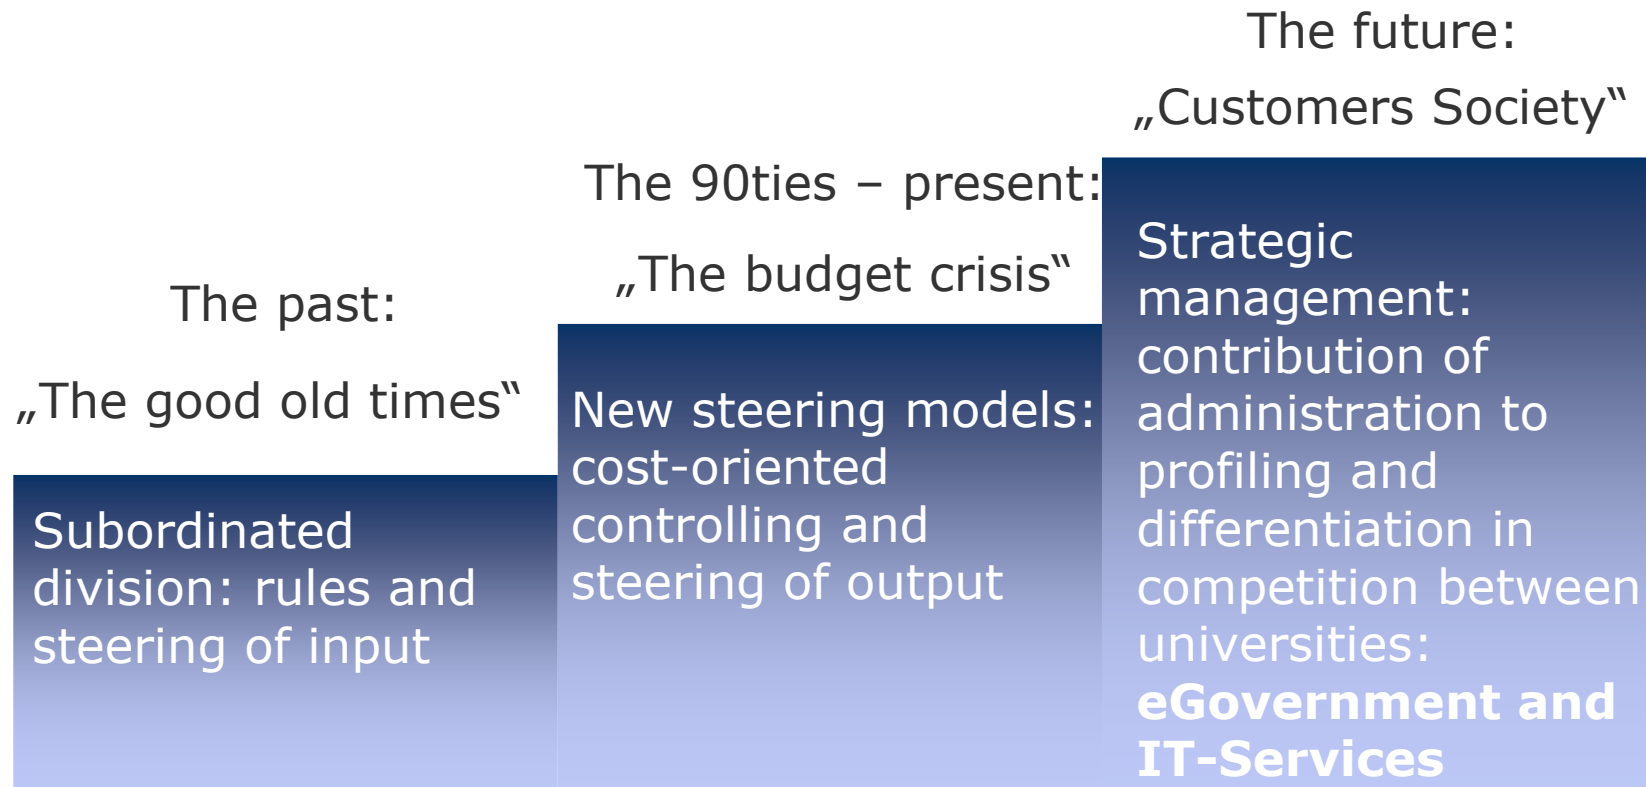 The past:
„The good old times“
Subordinated
division: rules and
steering of input
The 90ties – present:
„The budget crisis“
New steering models:
cost-oriented
controlling and
steering of output
The future:
„Customers Society“
Strategic
management:
contribution of
administration to
profiling and
differentiation in
competition between
universities:
eGovernment and
IT-Services